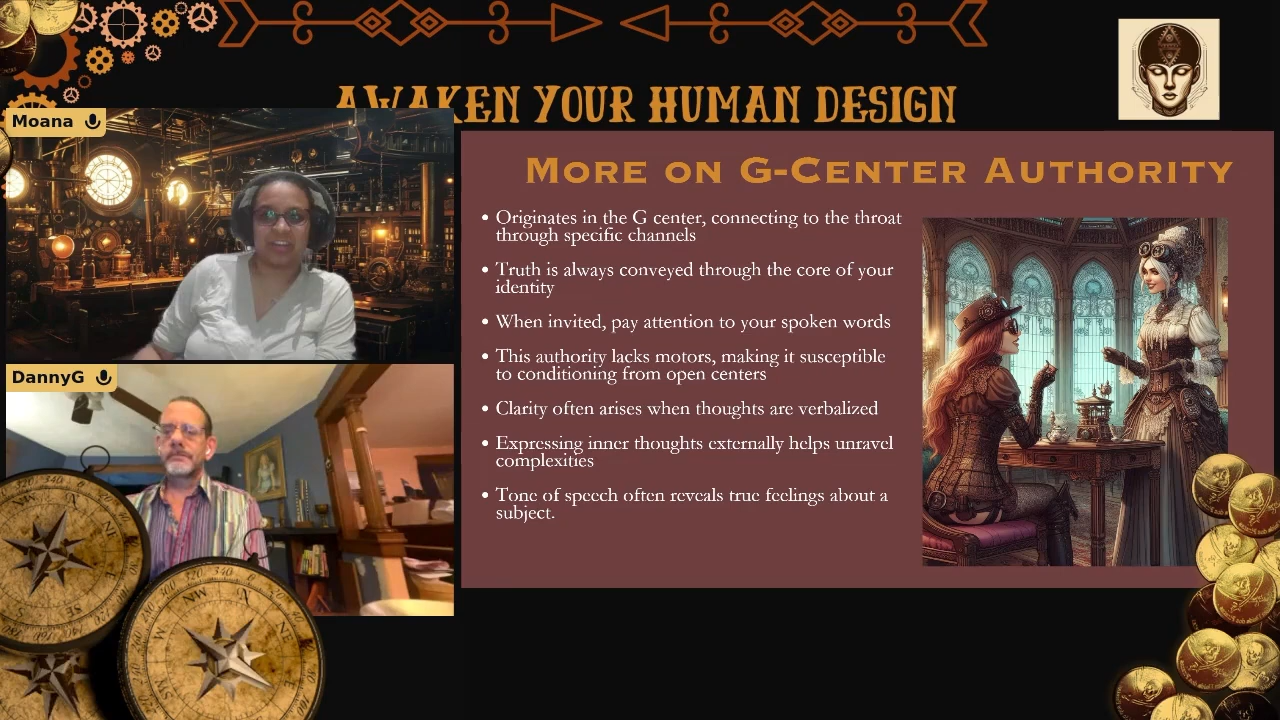 AWAKEN YOUR HUMAN DESIGN
Moana
DannyG
MORE ON G-CENTER AUTHORITY
• Originates in the G center, connecting to the throat
through specific channels
• Truth is always conveyed through the core of your
identity
• When invited, pay attention to your spoken words
• This authority lacks motors, making it susceptible
to conditioning from open centers
• Clarity often arises when thoughts are verbalized
• Expressing inner thoughts externally helps unravel
complexities
• Tone of speech often reveals true feelings about a
subject.